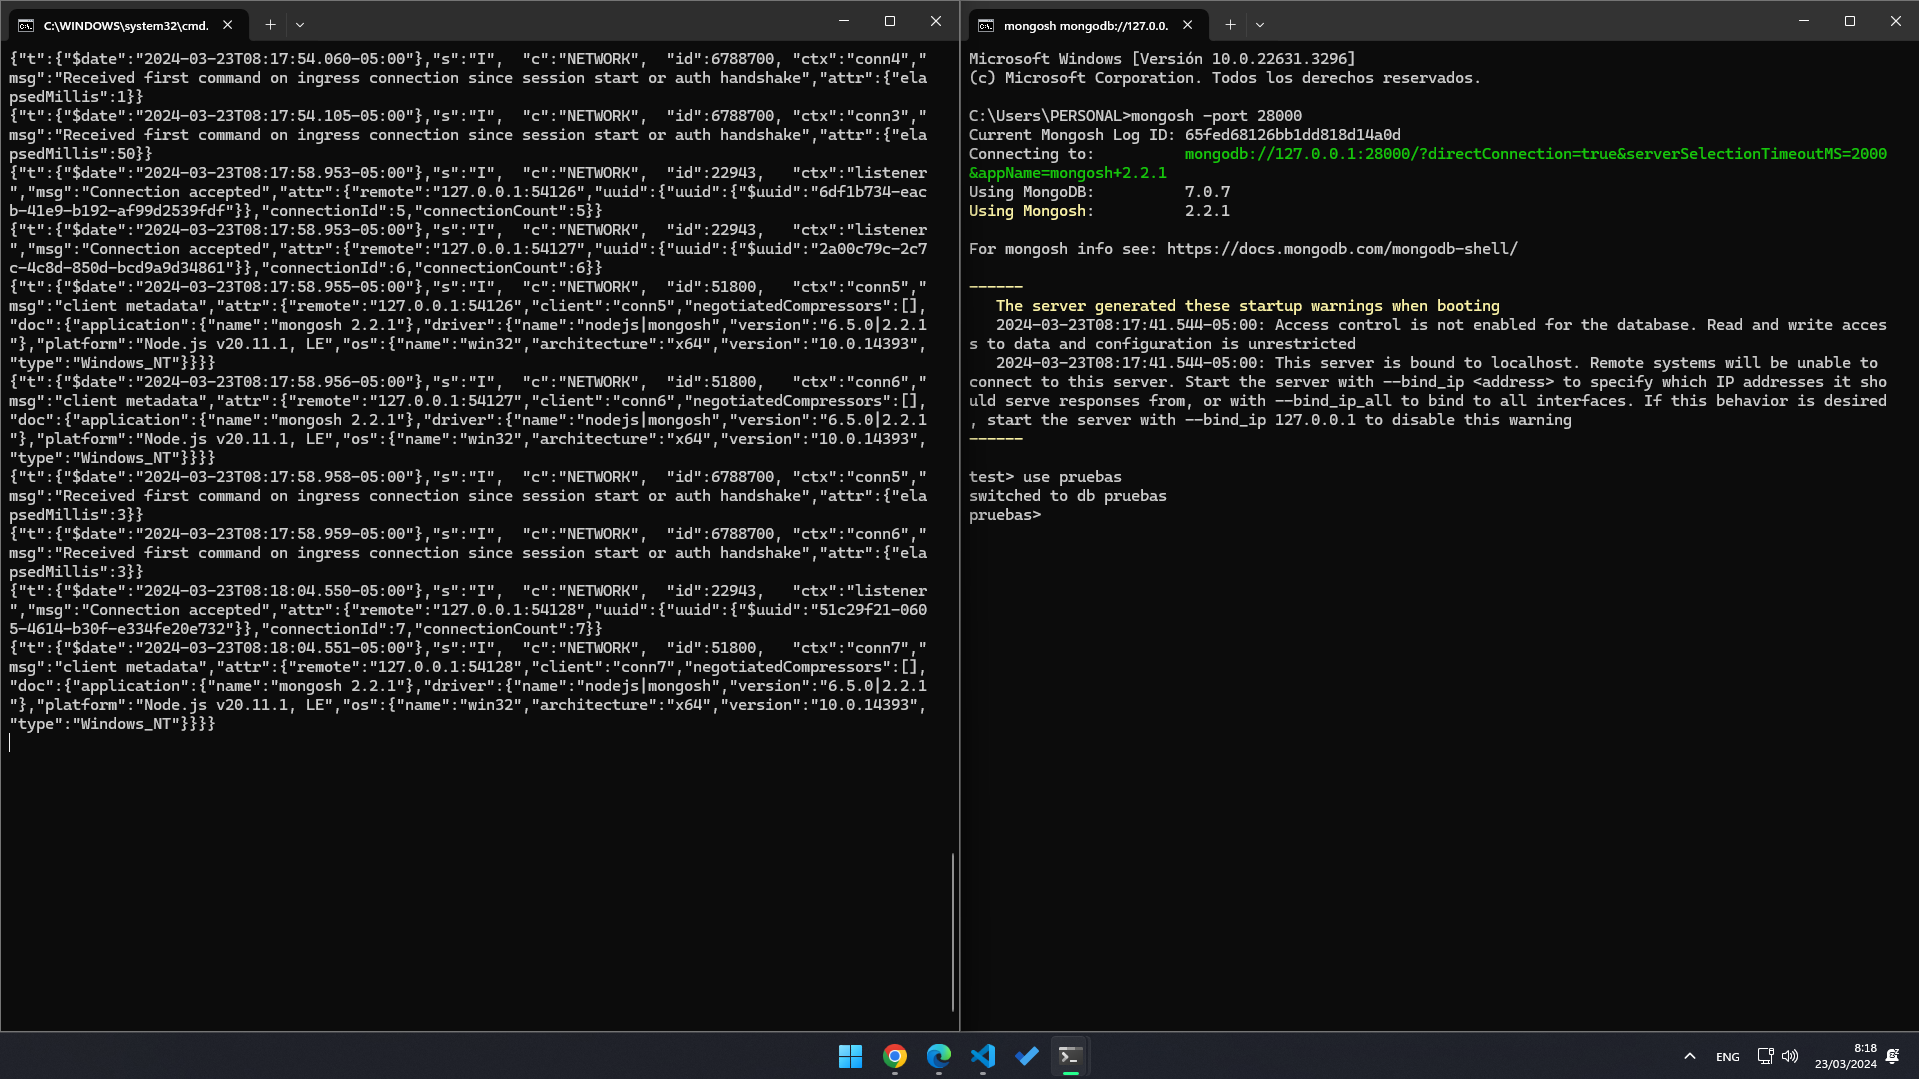 C:\WINDOWS\system32\cmd.
{"t":{"$date":"2024-03-23T08:17:54.060-05:00"},"s":"I",  "c":"NETWORK",  "id":6788700, "ctx":"conn4","
msg":"Received first command on ingress connection since session start or auth handshake","attr":{"ela
psedMillis":1}}
{"t":{"$date":"2024-03-23T08:17:54.105-05:00"},"s":"I",  "c":"NETWORK",  "id":6788700, "ctx":"conn3","
msg":"Received first command on ingress connection since session start or auth handshake","attr":{"ela
psedMillis":50}}
{"t":{"$date":"2024-03-23T08:17:58.953-05:00"},"s":"I",  "c":"NETWORK",  "id":22943,   "ctx":"listener
","msg":"Connection accepted","attr":{"remote":"127.0.0.1:54126","uuid":{"uuid":{"$uuid":"6df1b734-eac
b-41e9-b192-af99d2539fdf"}},"connectionId":5,"connectionCount":5}}
{"t":{"$date":"2024-03-23T08:17:58.953-05:00"},"s":"I",  "c":"NETWORK",  "id":22943,   "ctx":"listener
","msg":"Connection accepted","attr":{"remote":"127.0.0.1:54127","uuid":{"uuid":{"$uuid":"2a00c79c-2c7
c-4c8d-850d-bcd9a9d34861"}},"connectionId":6,"connectionCount":6}}
{"t":{"$date":"2024-03-23T08:17:58.955-05:00"},"s":"I",  "c":"NETWORK",  "id":51800,   "ctx":"conn5","
msg":"client metadata","attr":{"remote":"127.0.0.1:54126","client":"conn5","negotiatedCompressors":[],
"doc":{"application":{"name":"mongosh 2.2.1"},"driver":{"name":"nodejs|mongosh","version":"6.5.0|2.2.1
"},"platform":"Node.js v20.11.1, LE","os":{"name":"win32","architecture":"x64","version":"10.0.14393",
"type":"Windows_NT"}}}}
{"t":{"$date":"2024-03-23T08:17:58.956-05:00"},"s":"I",  "c":"NETWORK",  "id":51800,   "ctx":"conn6","
msg":"client metadata","attr":{"remote":"127.0.0.1:54127","client":"conn6","negotiatedCompressors":[],
"doc":{"application":{"name":"mongosh 2.2.1"},"driver":{"name":"nodejs|mongosh","version":"6.5.0|2.2.1
"},"platform":"Node.js v20.11.1, LE","os":{"name":"win32","architecture":"x64","version":"10.0.14393",
"type":"Windows_NT"}}}}
{"t":{"$date":"2024-03-23T08:17:58.958-05:00"},"s":"I",  "c":"NETWORK",  "id":6788700, "ctx":"conn5","
msg":"Received first command on ingress connection since session start or auth handshake","attr":{"ela
psedMillis":3}}
{"t":{"$date":"2024-03-23T08:17:58.959-05:00"},"s":"I",  "c":"NETWORK",  "id":6788700, "ctx":"conn6","
msg":"Received first command on ingress connection since session start or auth handshake","attr":{"ela
psedMillis":3}}
{"t":{"$date":"2024-03-23T08:18:04.550-05:00"},"s":"I",  "c":"NETWORK",  "id":22943,   "ctx":"listener
","msg":"Connection accepted","attr":{"remote":"127.0.0.1:54128","uuid":{"uuid":{"$uuid":"51c29f21-060
5-4614-b30f-e334fe20e732"}},"connectionId":7,"connectionCount":7}}
{"t":{"$date":"2024-03-23T08:18:04.551-05:00"},"s":"I",  "c":"NETWORK",  "id":51800,   "ctx":"conn7","
msg":"client metadata","attr":{"remote":"127.0.0.1:54128","client":"conn7","negotiatedCompressors":[],
"doc":{"application":{"name":"mongosh 2.2.1"},"driver":{"name":"nodejs|mongosh","version":"6.5.0|2.2.1
"},"platform":"Node.js v20.11.1, LE","os":{"name":"win32","architecture":"x64","version":"10.0.14393",
"type":"Windows_NT"}}}}
mongosh mongodb://127.0.0.
Microsoft Windows [Versión 10.0.22631.3296]
(c) Microsoft Corporation. Todos los derechos reservados.
C:\Users\PERSONAL>mongosh -port 28000
Current Mongosh Log ID: 65fed68126bb1dd818d14a0d
Connecting to:          mongodb://127.0.0.1:28000/?directConnection=true&serverSelectionTimeoutMS=2000
&appName=mongosh+2.2.1
Using MongoDB:          7.0.7
Using Mongosh:          2.2.1
For mongosh info see: https://docs.mongodb.com/mongodb-shell/
------
The server generated these startup warnings when booting
2024-03-23T08:17:41.544-05:00: Access control is not enabled for the database. Read and write acces
s to data and configuration is unrestricted
2024-03-23T08:17:41.544-05:00: This server is bound to localhost. Remote systems will be unable to
connect to this server. Start the server with --bind_ip <address> to specify which IP addresses it sho
uld serve responses from, or with --bind_ip_all to bind to all interfaces. If this behavior is desired
, start the server with --bind_ip 127.0.0.1 to disable this warning
------
test> use pruebas
switched to db pruebas
pruebas>
ENG
8:18
23/03/2024